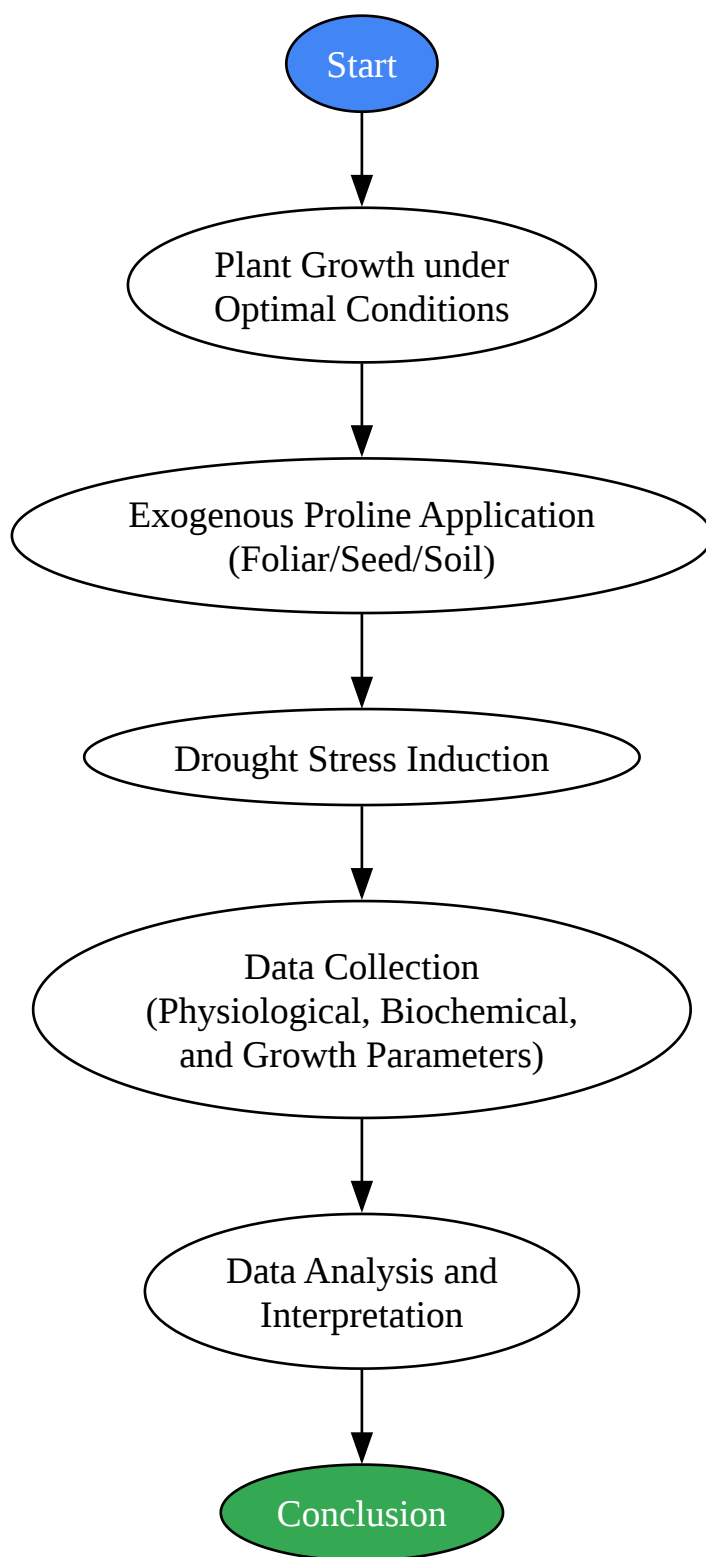 Start
Plant Growth under
Optimal Conditions
Exogenous Proline Application
(Foliar/Seed/Soil)
Drought Stress Induction
Data Collection
(Physiological, Biochemical,
and Growth Parameters)
Data Analysis and
Interpretation
Conclusion